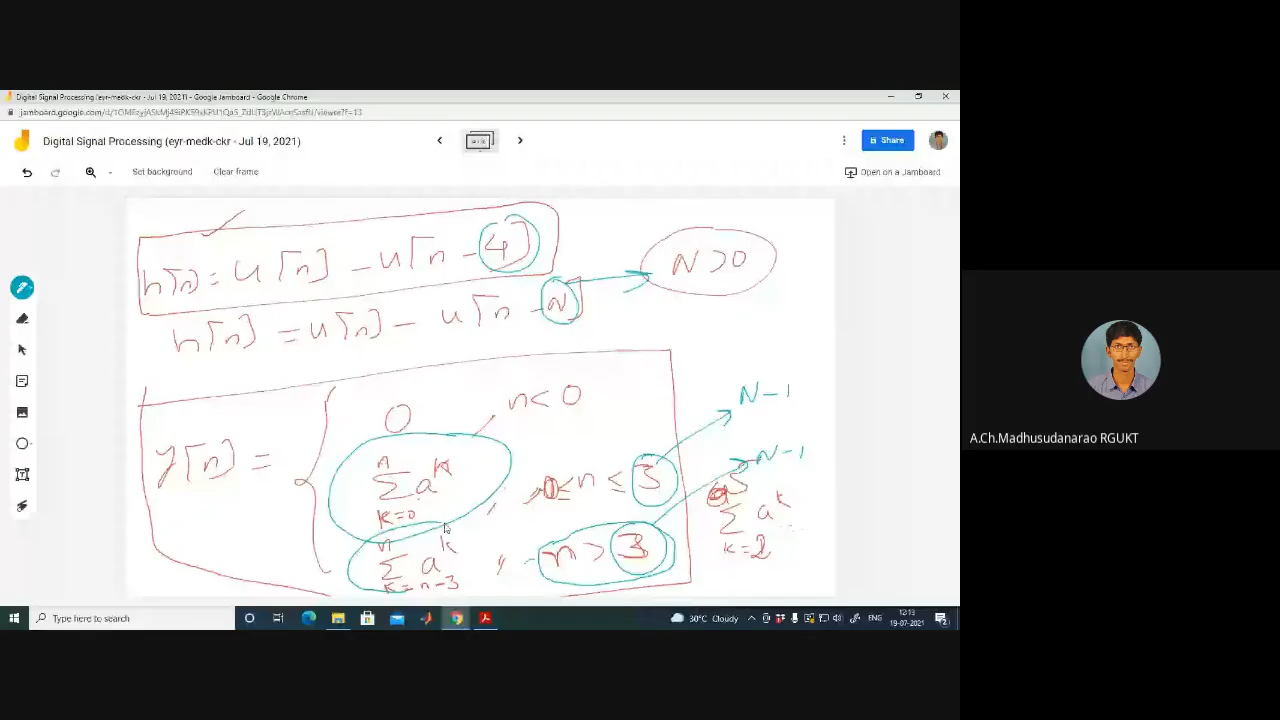 Digital Signal Processing (eyr-medk-ckr - Jul 19, 2021) - Google Jamboard - Google Chrome
Digital Signal Processing (eyr-medk-ckr - Jul 19, 2021)
Share
Set background
Clear frame
Open on a Jamboard
h[n] = u[n] - u[n - 4]
N > 0
h[n] = u[n] - u[n - N]
0 n < 0
N-1
y[n] =
n
Σ a^k , 0 ≤ n ≤ 3
k=0
N-1
n
Σ a^k , n > 3
k=n-3
5
Σ a^k
k=2
A.Ch.Madhusudanarao RGUKT
Type here to search
30°C Cloudy
ENG
12:13
19-07-2021